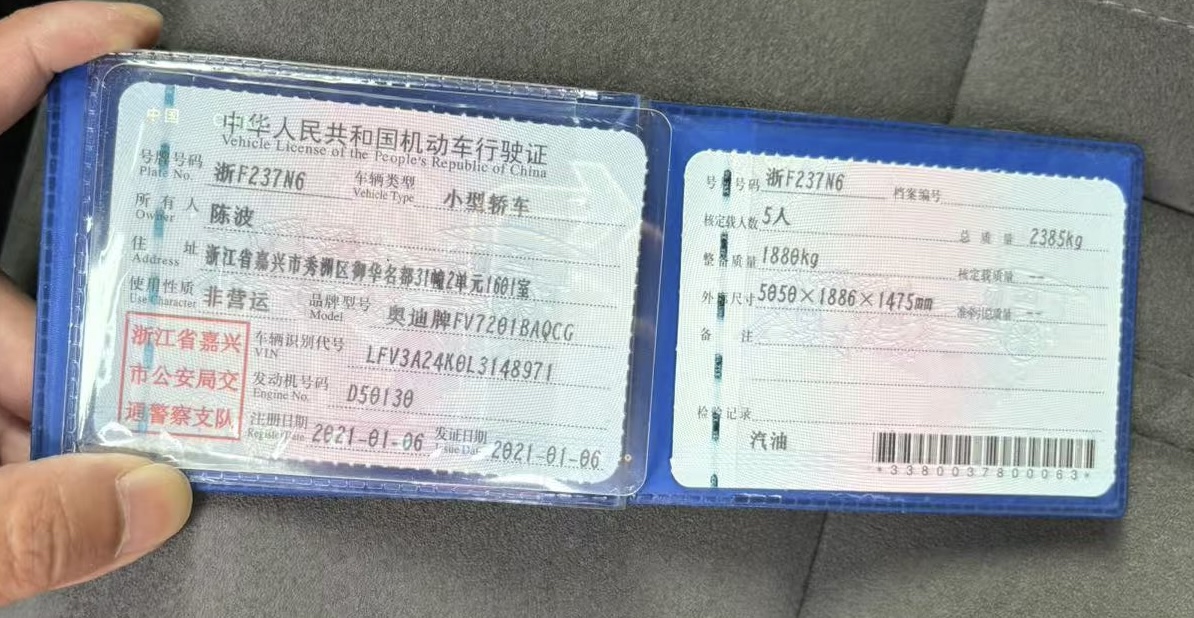 中国
中华人民共和国机动车行驶证
Vehicle License of the People's Republic of China
号牌号码 浙F237N6 车辆类型 小型轿车
Plate No. Vehicle Type
所有人 陈波
Owner
住址 浙江省嘉兴市秀洲区御华名都31幢2单元1601室
Address
使用性质 非营运 品牌型号 奥迪牌FV7201BAQCG
Use Character Model
浙江省嘉兴
市公安局交
通警察支队
车辆识别代号 LFV3A24K0L3148971
VIN
发动机号码 D50130
Engine No.
注册日期 2021-01-06 发证日期 2021-01-06
Register Date Issue Date
号牌号码 浙F237N6 档案编号
核定载人数 5人 总质量 2385kg
整备质量 1880kg 核定载质量 --
外廓尺寸 5050×1886×1475mm 准牵引总质量 --
备注
检验记录
汽油
*3380037800063*